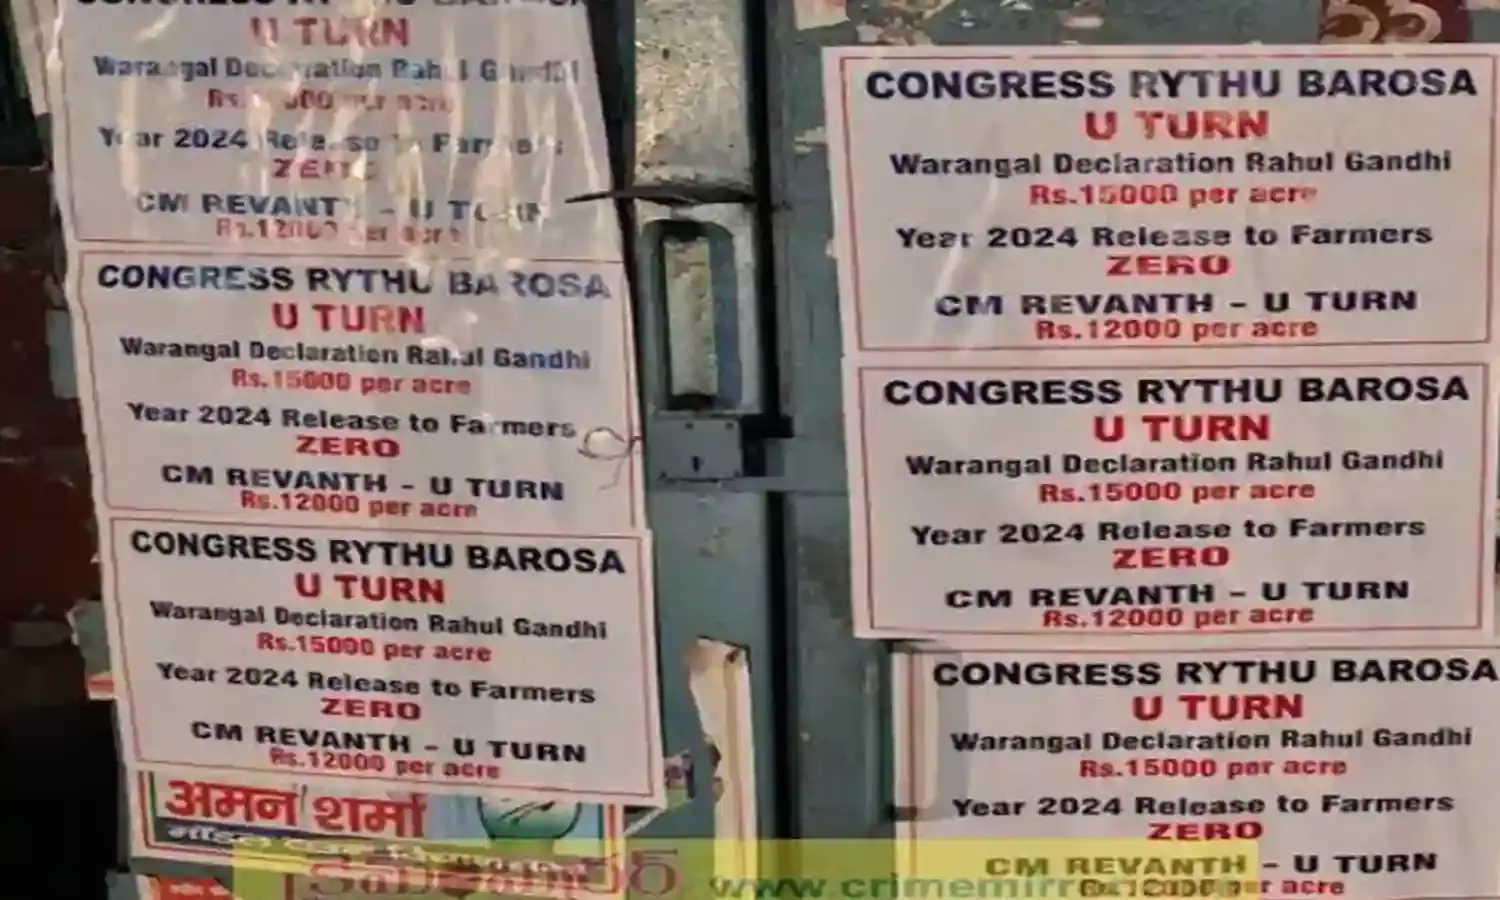 U TURN
Warangal Declaration Rahul Gandhi
per acre
Year 2024 Release to Farmers
ZERO
CM REVANTH - U TURN
Rs.12000 per acre
CONGRESS RYTHU BAROSA
U TURN
Warangal Declaration Rahul Gandhi
Rs.15000 per acre
Year 2024 Release to Farmers
ZERO
CM REVANTH - U TURN
Rs.12000 per acre
CONGRESS RYTHU BAROSA
U TURN
Warangal Declaration Rahul Gandhi
Rs.15000 per acre
Year 2024 Release to Farmers
ZERO
CM REVANTH - U TURN
Rs.12000 per acre
अमन शर्मा
CONGRESS RYTHU BAROSA
U TURN
Warangal Declaration Rahul Gandhi
Rs.15000 per acre
Year 2024 Release to Farmers
ZERO
CM REVANTH - U TURN
Rs.12000 per acre
CONGRESS RYTHU BAROSA
U TURN
Warangal Declaration Rahul Gandhi
Rs.15000 per acre
Year 2024 Release to Farmers
ZERO
CM REVANTH - U TURN
Rs.12000 per acre
CONGRESS RYTHU BAROSA
U TURN
Warangal Declaration Rahul Gandhi
Rs.15000 per acre
Year 2024 Release to Farmers
ZERO
CM REVANTH - U TURN
per acre